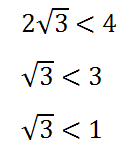 2√3 < 4
√3 < 3
√3 < 1